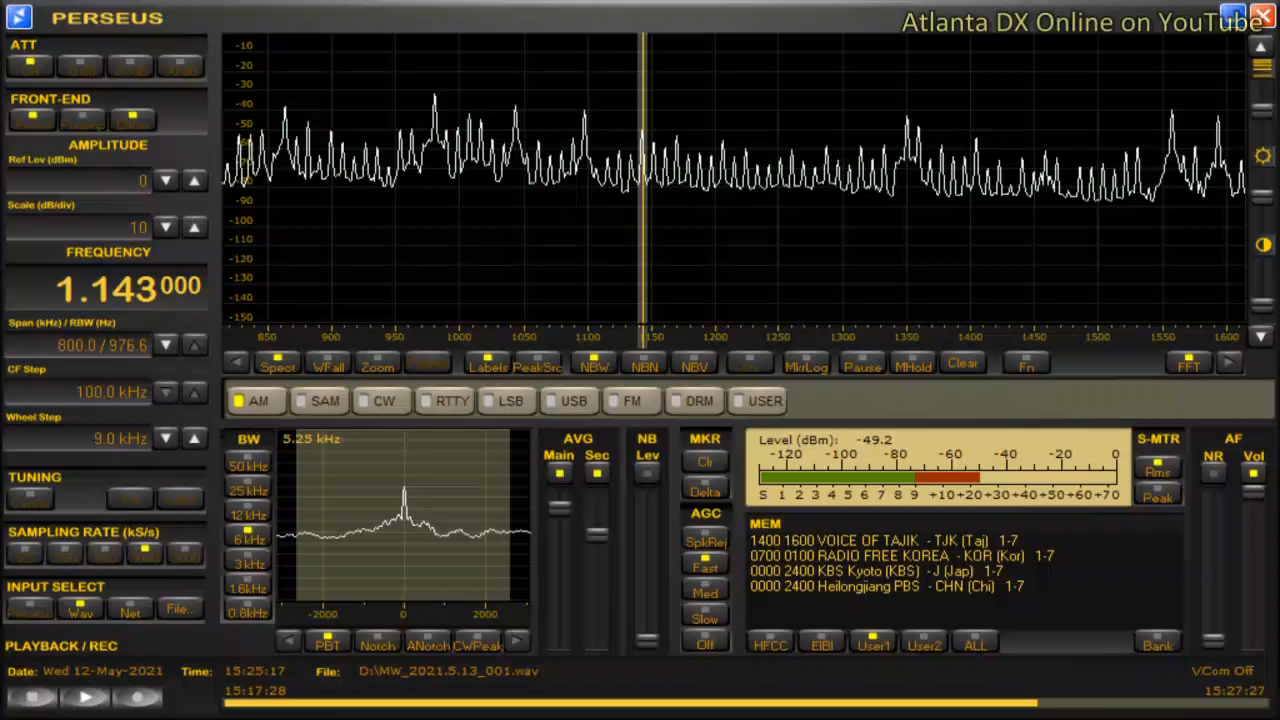 PERSEUS
Atlanta DX Online on YouTube
ATT
FRONT-END
AMPLITUDE
Ref Lev (dBm)
0
Scale (dB/div)
10
FREQUENCY
1.143 000
Span (kHz) / RBW (Hz)
800.0 / 976.6
CF Step
100.0 kHz
Wheel Step
9.0 kHz
TUNING
SAMPLING RATE (kS/s)
INPUT SELECT
Wav Net File..
PLAYBACK / REC
-10
-20
-30
-40
-50
-60
-70
-80
-90
-100
-110
-120
-130
-140
-150
850 900 950 1000 1050 1100 1150 1200 1250 1300 1350 1400 1450 1500 1550 1600
Spect WFall Zoom Labels PeakSrc NBW NBN NBV MkrLog Pause MHold Clear Fn FFT
AM SAM CW RTTY LSB USB FM DRM USER
BW
50 kHz
25 kHz
12 kHz
6 kHz
3 kHz
1.6kHz
0.8kHz
5.25 kHz
-2000 0 2000
PBT Notch ANotch CWPeak
AVG
Main Sec
NB
Lev
MKR
Clr
Delta
AGC
SpkRej
Fast
Med
Slow
Off
Level (dBm): -49.2
-120 -100 -80 -60 -40 -20 0
S 1 2 3 4 5 6 7 8 9 +10 +20 +30 +40 +50 +60 +70
S-MTR
Rms
Peak
AF
NR Vol
MEM
1400 1600 VOICE OF TAJIK - TJK (Taj) 1-7
0700 0100 RADIO FREE KOREA - KOR (Kor) 1-7
0000 2400 KBS Kyoto (KBS) - J (Jap) 1-7
0000 2400 Heilongjiang PBS - CHN (Chi) 1-7
HFCC EIBI User1 User2 ALL Bank
Date: Wed 12-May-2021 Time: 15:25:17 File: D:\MW_2021.5.13_001.wav VCom Off
15:17:28 15:27:27